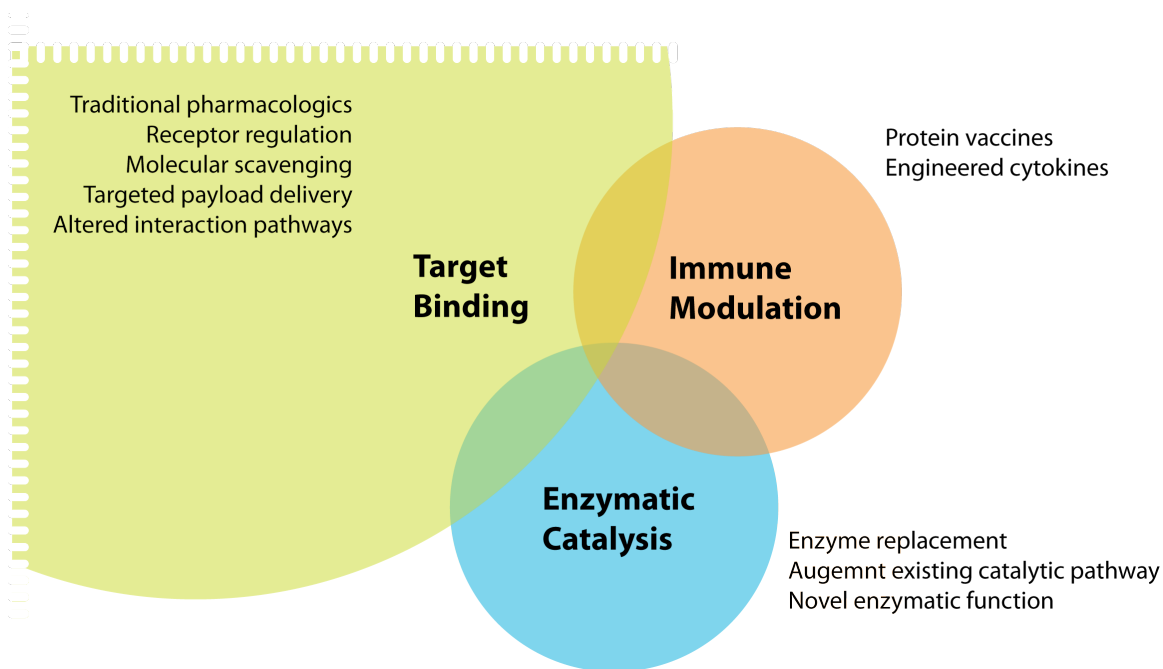 Traditional pharmacologics
Receptor regulation
Molecular scavenging
Targeted payload delivery
Altered interaction pathways
Target
Binding
Immune
Modulation
Protein vaccines
Engineered cytokines
Enzymatic
Catalysis
Enzyme replacement
Augemnt existing catalytic pathway
Novel enzymatic function